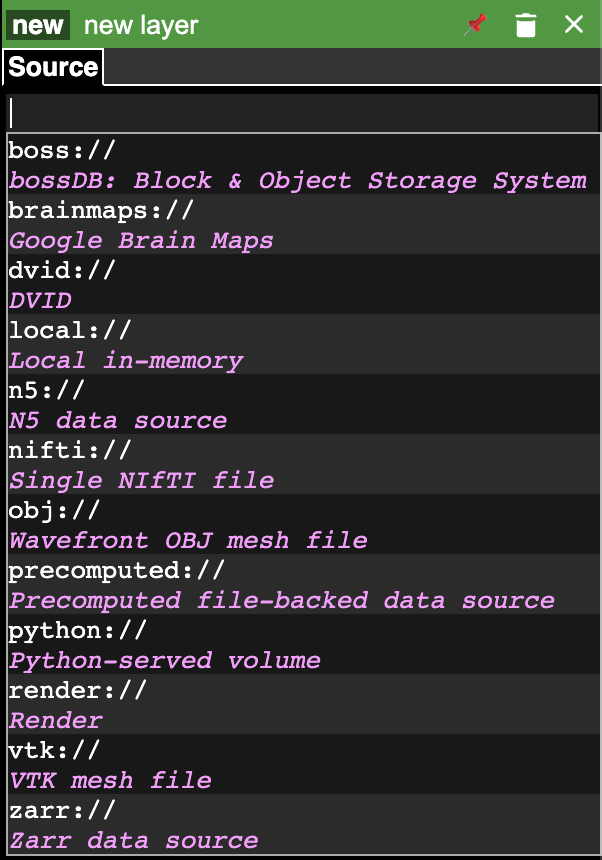 new new layer
Source
boss://
bossDB: Block & Object Storage System
brainmaps://
Google Brain Maps
dvid://
DVID
local://
Local in-memory
n5://
N5 data source
nifti://
Single NIfTI file
obj://
Wavefront OBJ mesh file
precomputed://
Precomputed file-backed data source
python://
Python-served volume
render://
Render
vtk://
VTK mesh file
zarr://
Zarr data source